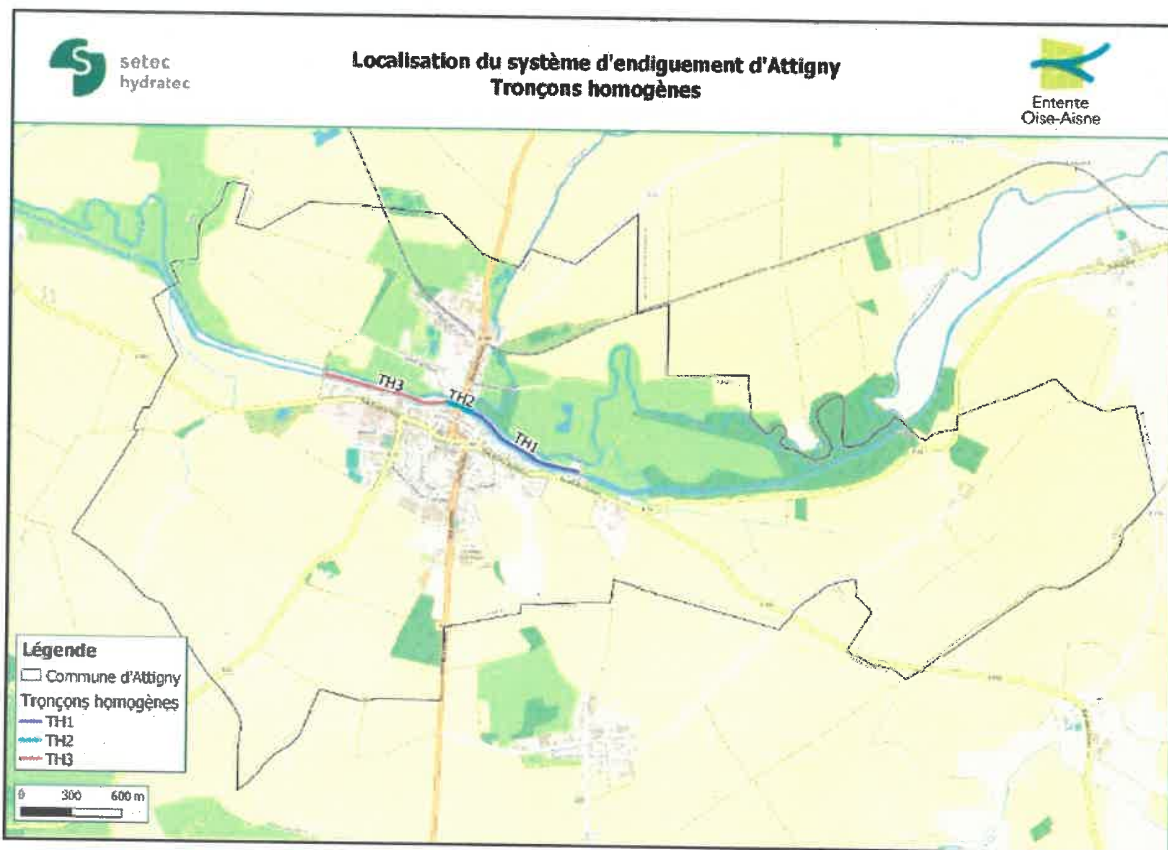 setec
hydratec
Localisation du système d'endiguement d'Attigny
Tronçons homogènes
Entente
Oise-Aisne
TH3
TH2
TH1
Légende
Commune d'Attigny
Tronçons homogènes
TH1
TH2
TH3
0 300 600 m